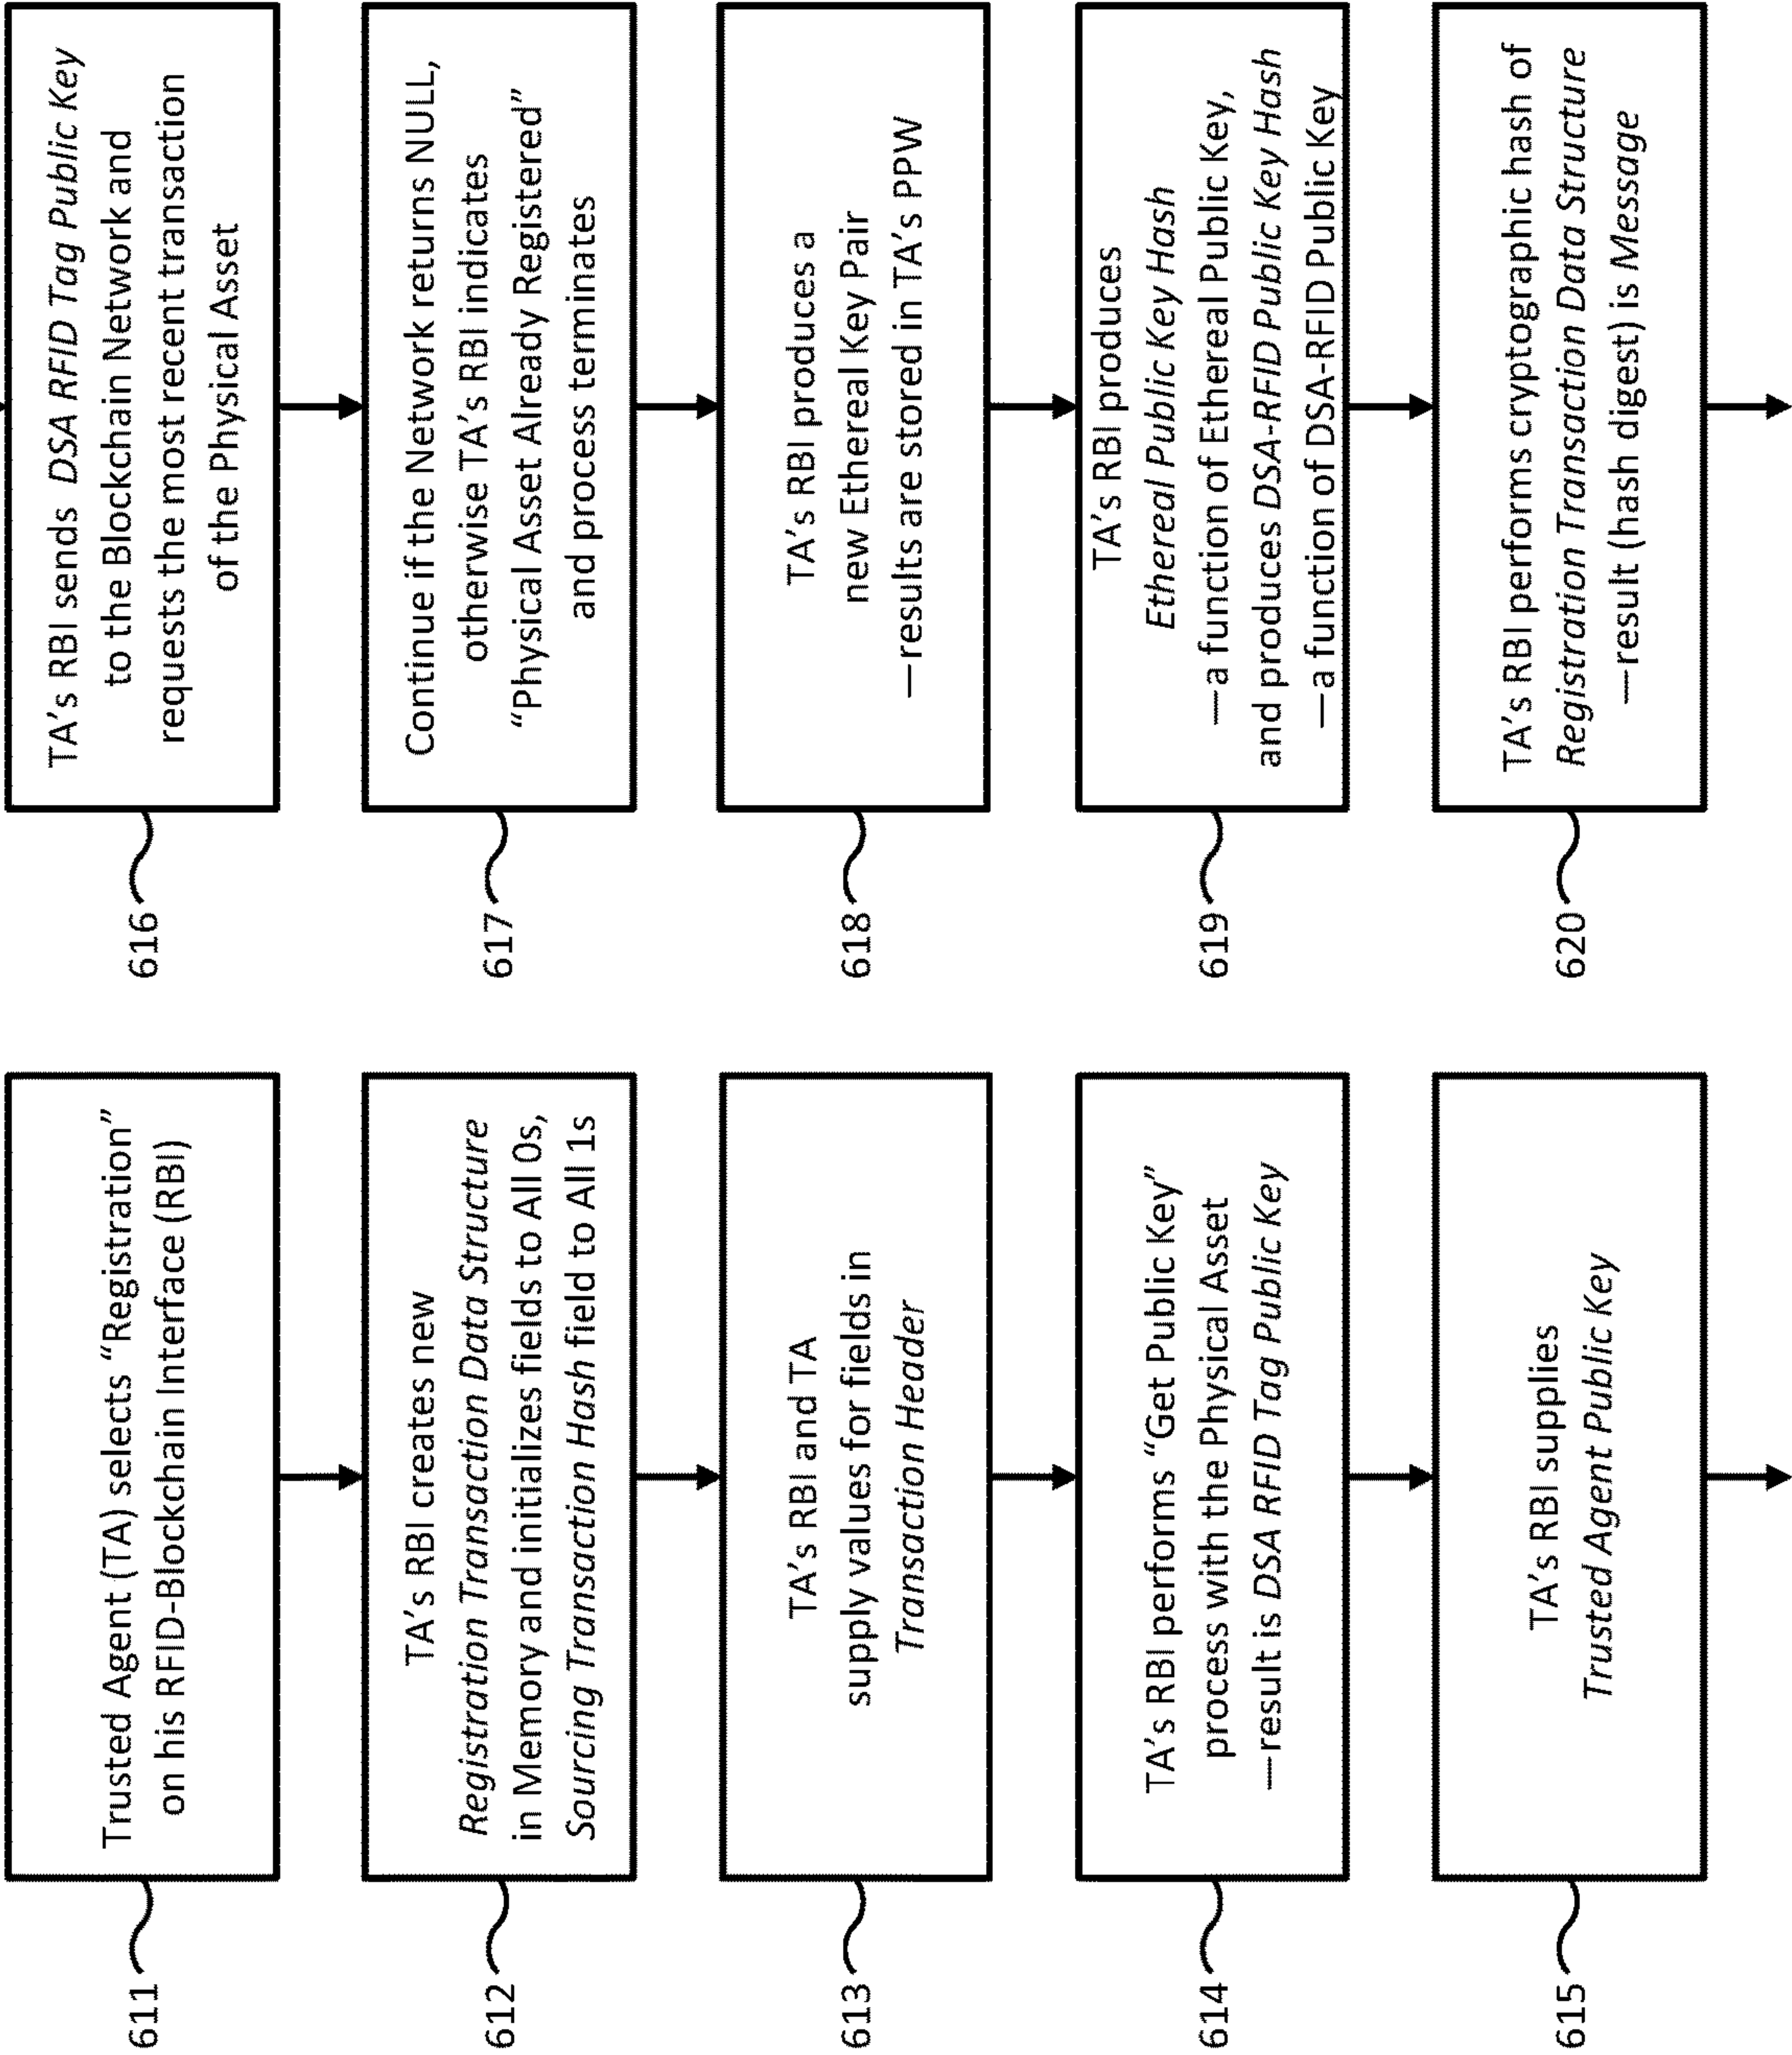 611
Trusted Agent (TA) selects “Registration”
on his RFID-Blockchain Interface (RBI)
612
TA’s RBI creates new
Registration Transaction Data Structure
in Memory and initializes fields to All 0s,
Sourcing Transaction Hash field to All 1s
613
TA’s RBI and TA
supply values for fields in
Transaction Header
614
TA’s RBI performs “Get Public Key”
process with the Physical Asset
—result is DSA RFID Tag Public Key
615
TA’s RBI supplies
Trusted Agent Public Key
616
TA’s RBI sends DSA RFID Tag Public Key
to the Blockchain Network and
requests the most recent transaction
of the Physical Asset
617
Continue if the Network returns NULL,
otherwise TA’s RBI indicates
“Physical Asset Already Registered”
and process terminates
618
TA’s RBI produces a
new Ethereal Key Pair
—results are stored in TA’s PPW
619
TA’s RBI produces
Ethereal Public Key Hash
—a function of Ethereal Public Key,
and produces DSA-RFID Public Key Hash
—a function of DSA-RFID Public Key
620
TA’s RBI performs cryptographic hash of
Registration Transaction Data Structure
—result (hash digest) is Message